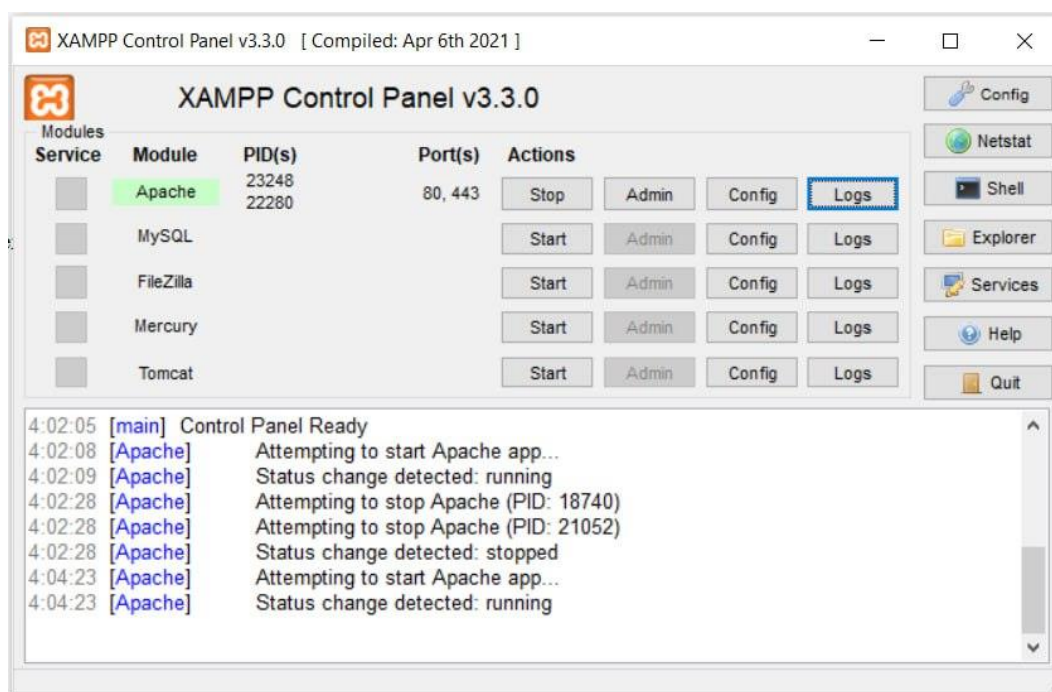 XAMPP Control Panel v3.3.0 [ Compiled: Apr 6th 2021 ]
XAMPP Control Panel v3.3.0
Config
Netstat
Shell
Explorer
Services
Help
Quit
Modules
Service Module PID(s) Port(s) Actions
Apache 23248 22280 80, 443 Stop Admin Config Logs
MySQL Start Admin Config Logs
FileZilla Start Admin Config Logs
Mercury Start Admin Config Logs
Tomcat Start Admin Config Logs
4:02:05 [main] Control Panel Ready
4:02:08 [Apache] Attempting to start Apache app...
4:02:09 [Apache] Status change detected: running
4:02:28 [Apache] Attempting to stop Apache (PID: 18740)
4:02:28 [Apache] Attempting to stop Apache (PID: 21052)
4:02:28 [Apache] Status change detected: stopped
4:04:23 [Apache] Attempting to start Apache app...
4:04:23 [Apache] Status change detected: running